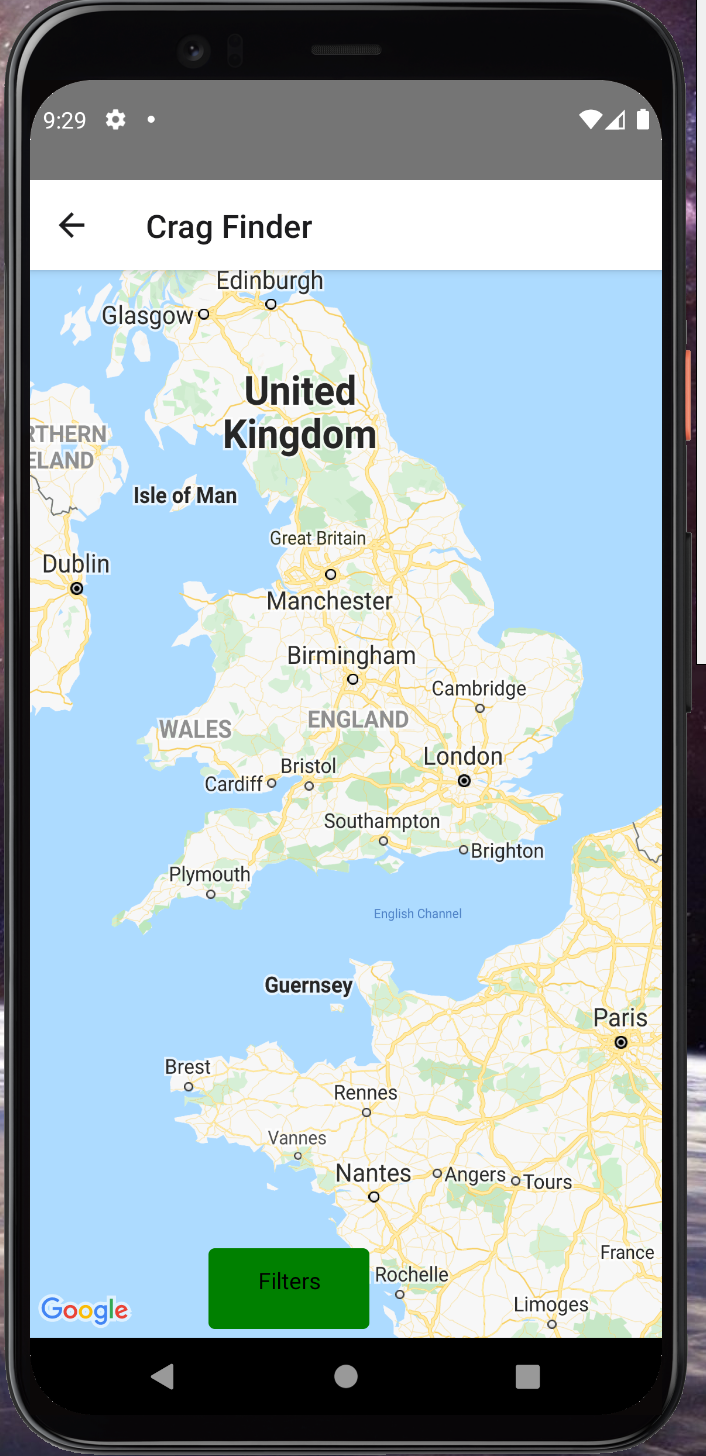 9:29
Crag Finder
Edinburgh
Glasgow
United
Kingdom
RTHERN
ELAND
Isle of Man
Great Britain
Dublin
Manchester
Birmingham
Cambridge
WALES
ENGLAND
London
Bristol
Cardiff
Southampton
Brighton
Plymouth
English Channel
Guernsey
Paris
Brest
Rennes
Vannes
Nantes
Angers
Tours
France
Rochelle
Filters
Limoges
Google